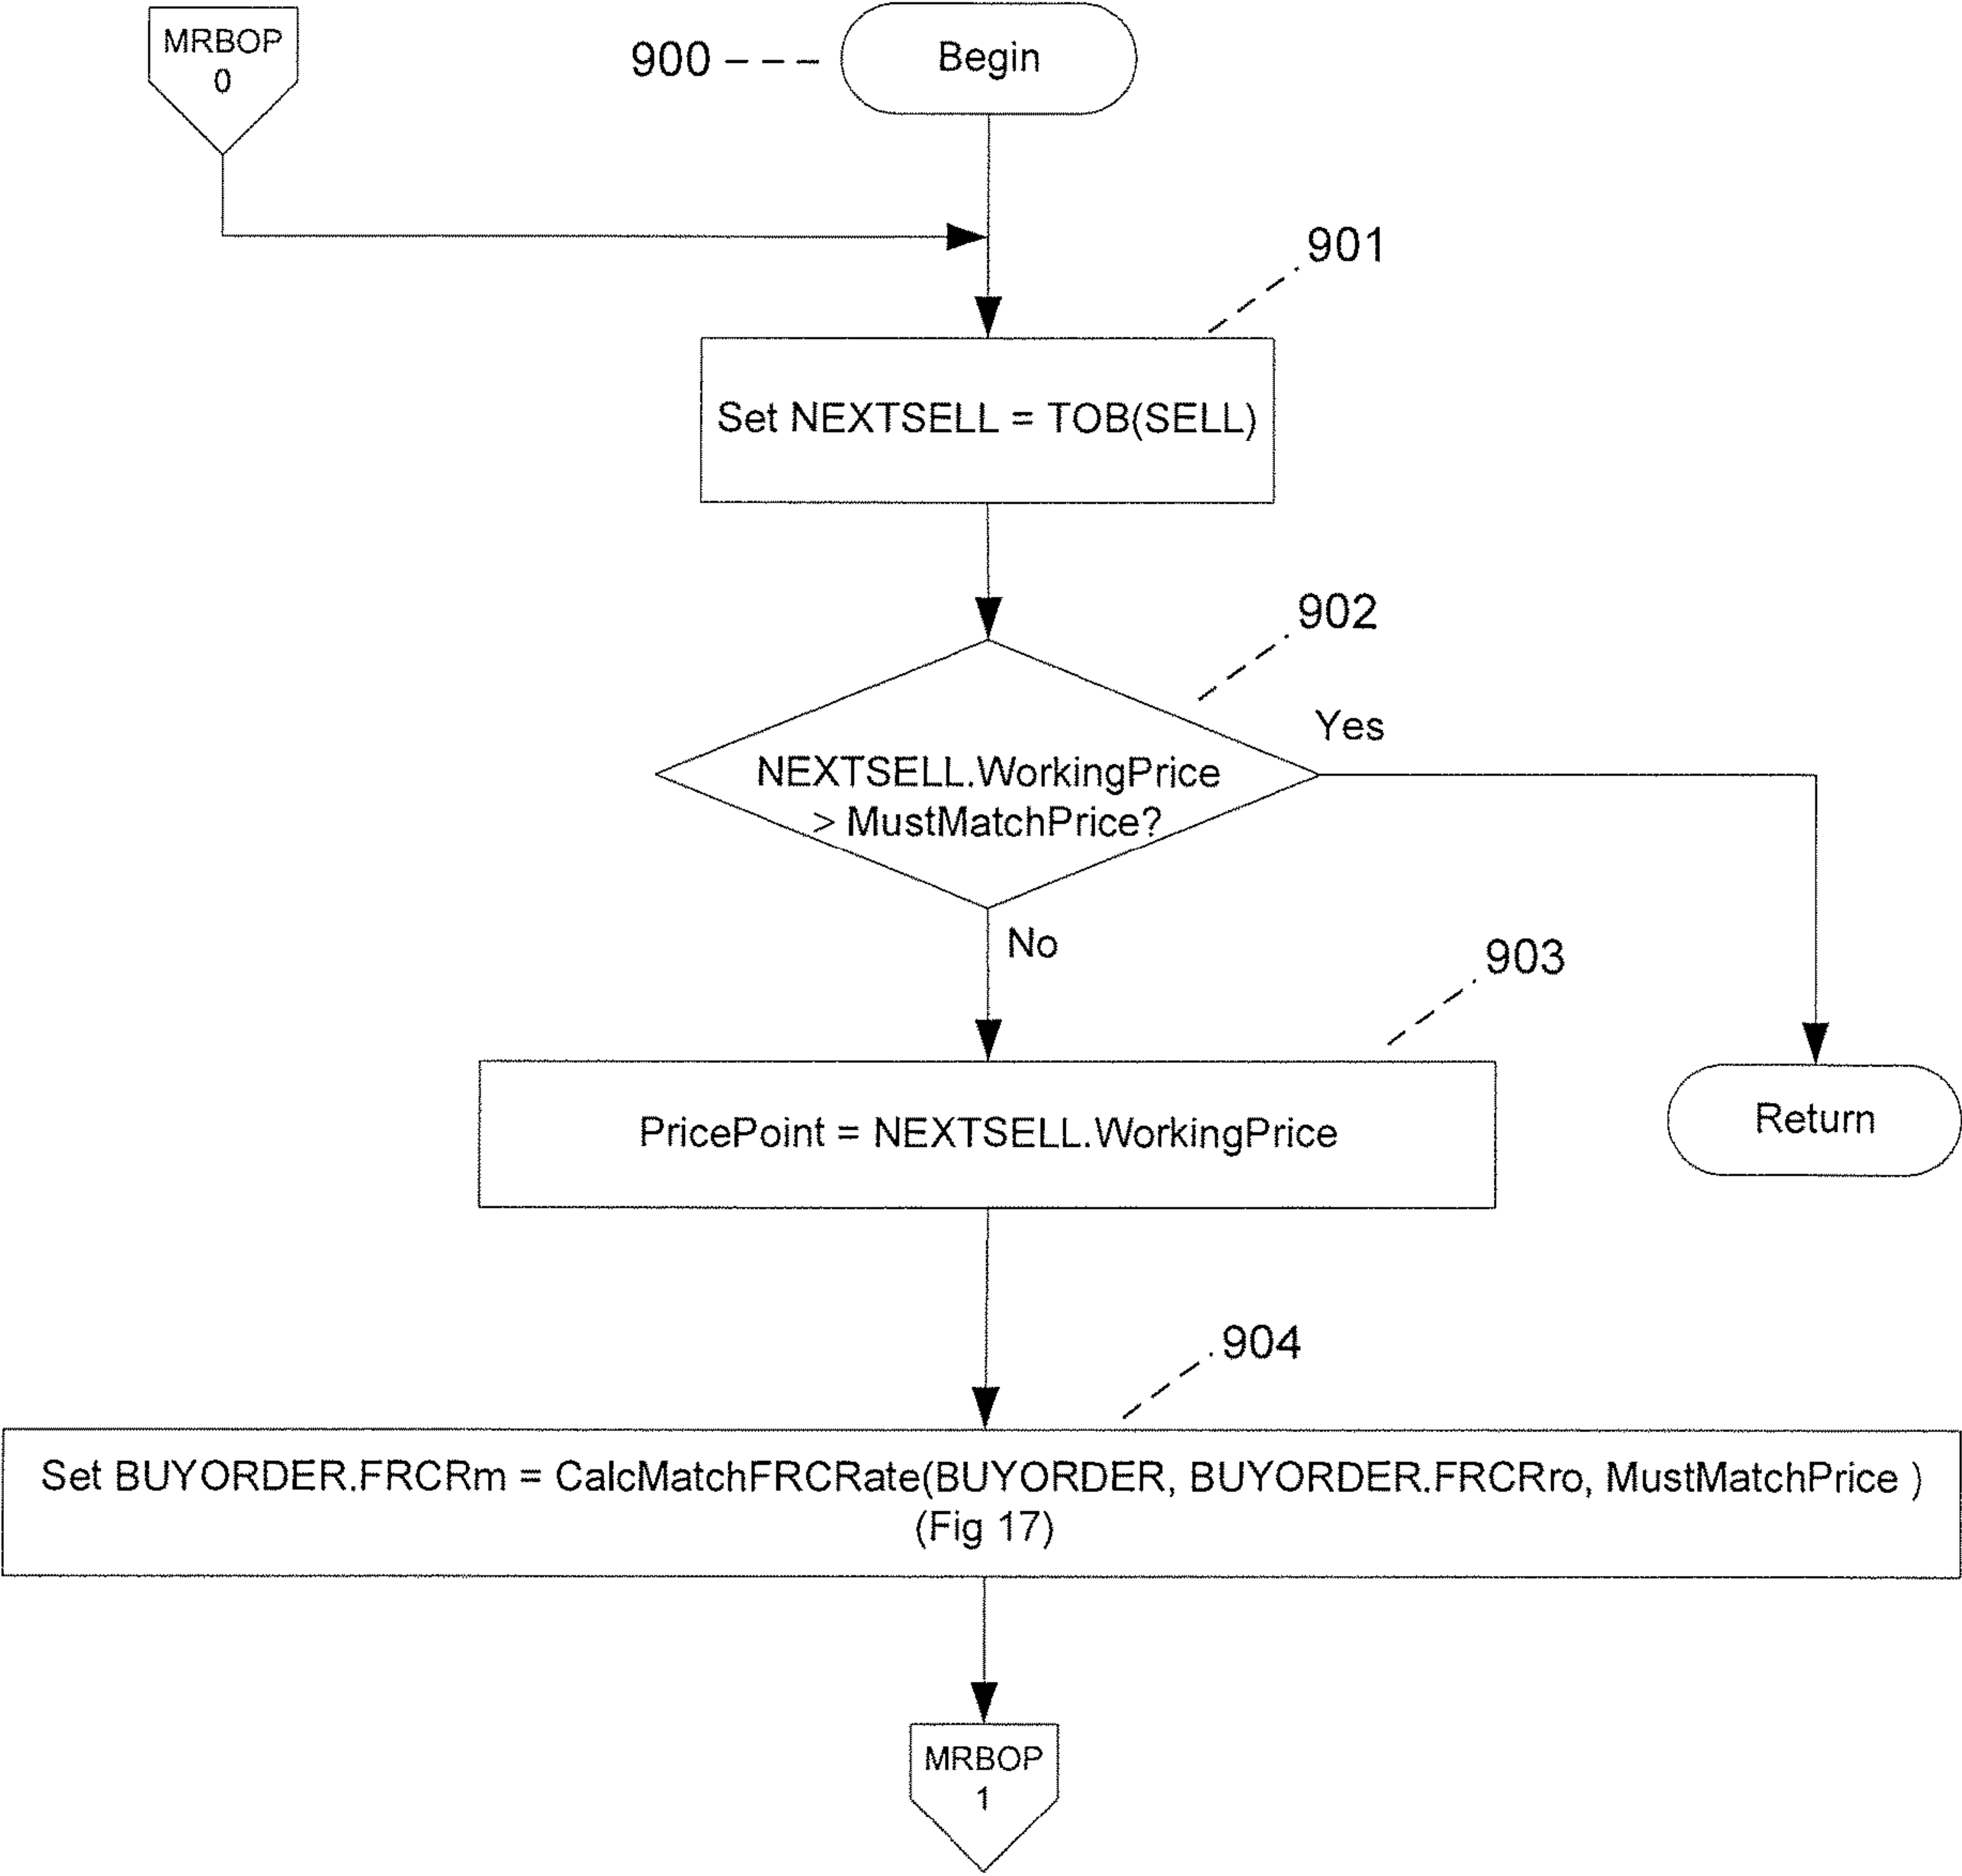 MRBOP
0
900
Begin
901
Set NEXTSELL = TOB(SELL)
902
NEXTSELL.WorkingPrice
> MustMatchPrice?
Yes
No
903
PricePoint = NEXTSELL.WorkingPrice
Return
904
Set BUYORDER.FRCRm = CalcMatchFRCRate(BUYORDER, BUYORDER.FRCRro, MustMatchPrice )
(Fig 17)
MRBOP
1